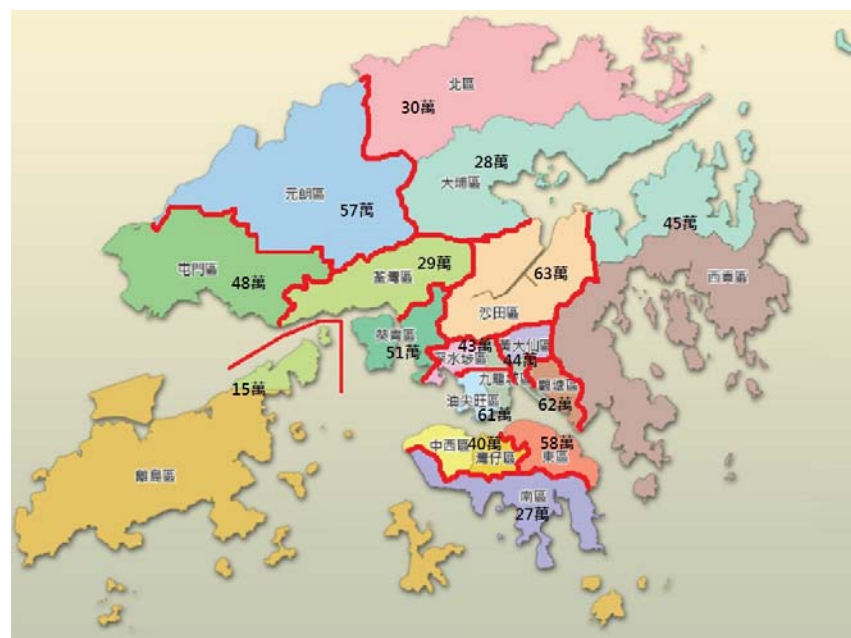 北區
30萬
28萬
大埔區
元朗區
57萬
45萬
屯門區
48萬
荃灣區
29萬
63萬
沙田區
西貢區
葵青區
51萬
43萬
深水埗區
黃大仙區
44萬
15萬
九龍城區
觀塘區
62萬
油尖旺區
61萬
中西區
40萬
灣仔區
58萬
東區
離島區
南區
27萬